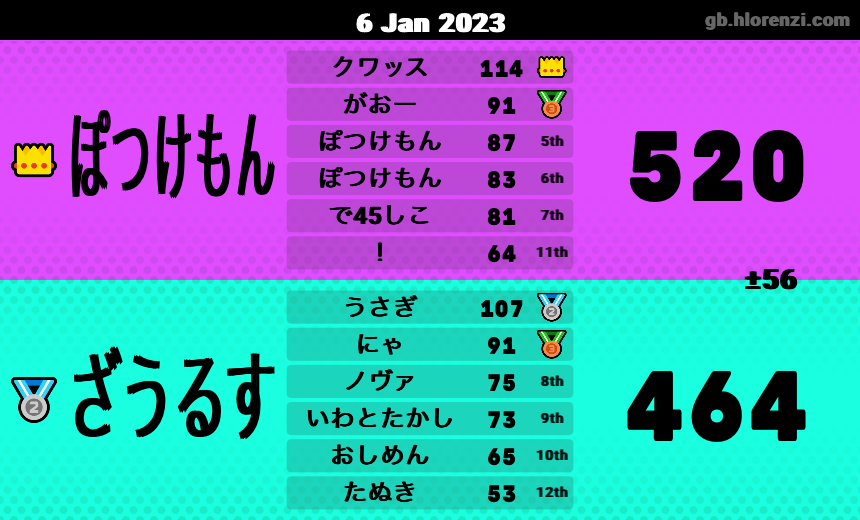 6 Jan 2023
gb.hlorenzi.com
ぽつけもん
クワッス 114
がおー 91 3
ぽつけもん 87 5th
ぽつけもん 83 6th
で45しこ 81 7th
! 64 11th
520
±56
2 ざうるす
うさぎ 107 2
にゃ 91 3
ノヴァ 75 8th
いわとたかし 73 9th
おしめん 65 10th
たぬき 53 12th
464